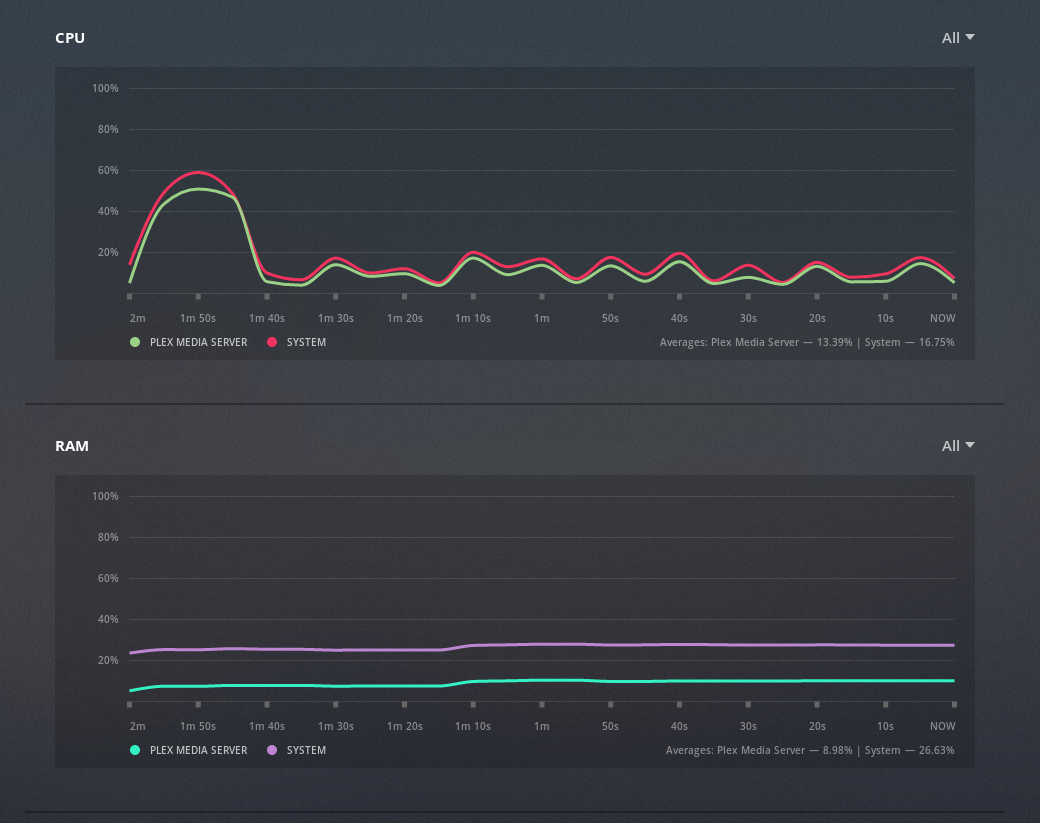 CPU All
100%
80%
60%
40%
20%
2m 1m 50s 1m 40s 1m 30s 1m 20s 1m 10s 1m 50s 40s 30s 20s 10s NOW
PLEX MEDIA SERVER SYSTEM Averages: Plex Media Server — 13.39% | System — 16.75%
RAM All
100%
80%
60%
40%
20%
2m 1m 50s 1m 40s 1m 30s 1m 20s 1m 10s 1m 50s 40s 30s 20s 10s NOW
PLEX MEDIA SERVER SYSTEM Averages: Plex Media Server — 8.98% | System — 26.63%